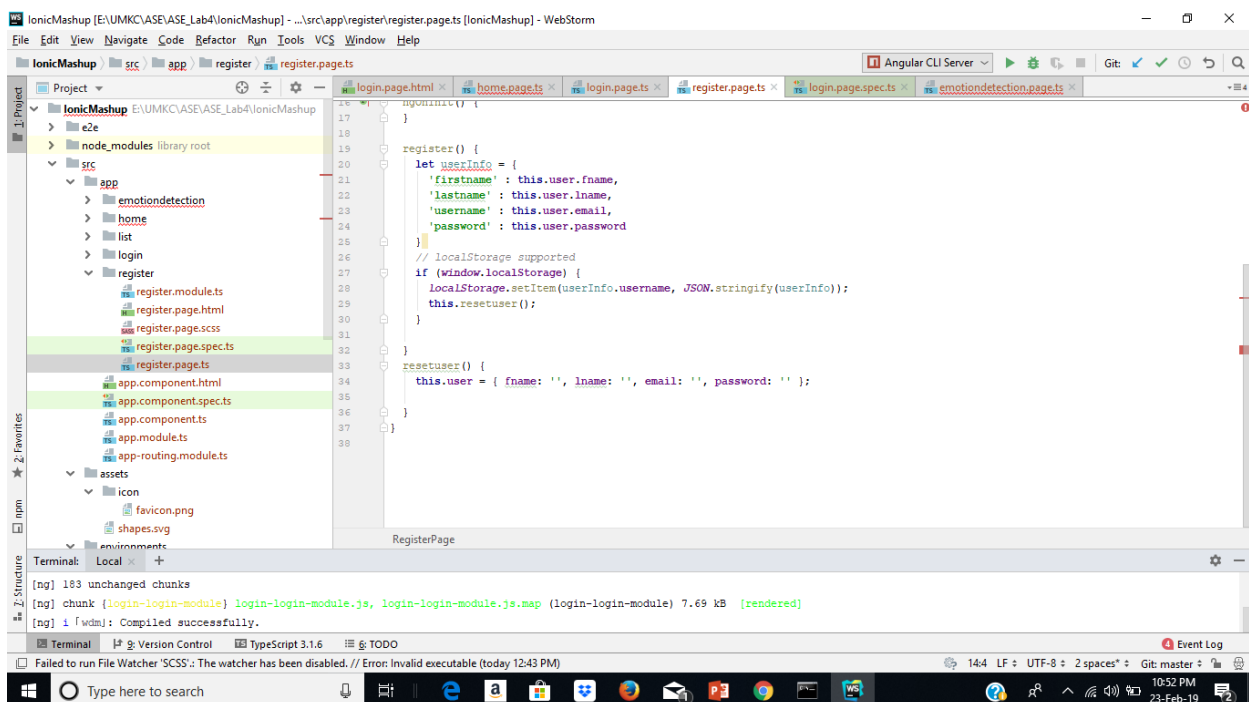 IonicMashup [E:\UMKC\ASE\ASE_Lab4\IonicMashup] - ...\src\app\register\register.page.ts [IonicMashup] - WebStorm
File Edit View Navigate Code Refactor Run Tools VCS Window Help
IonicMashup src app register register.page.ts Angular CLI Server Git:
Project login.page.html home.page.ts login.page.ts register.page.ts login.page.spec.ts emotiondetection.page.ts
1: Project
IonicMashup E:\UMKC\ASE\ASE_Lab4\IonicMashup
e2e
node_modules library root
src
app
emotiondetection
home
list
login
register
register.module.ts
register.page.html
register.page.scss
register.page.spec.ts
register.page.ts
app.component.html
app.component.spec.ts
app.component.ts
app.module.ts
app-routing.module.ts
assets
icon
favicon.png
shapes.svg
environments
2: Favorites
npm
Z: Structure
16 ngOnInit() {
17 }
18
19 register() {
20 let userInfo = {
21 'firstname' : this.user.fname,
22 'lastname' : this.user.lname,
23 'username' : this.user.email,
24 'password' : this.user.password
25 }
26 // localStorage supported
27 if (window.localStorage) {
28 localStorage.setItem(userInfo.username, JSON.stringify(userInfo));
29 this.resetuser();
30 }
31
32 }
33 resetuser() {
34 this.user = { fname: '', lname: '', email: '', password: '' };
35
36 }
37 }
38
RegisterPage
Terminal: Local +
[ng] 183 unchanged chunks
[ng] chunk {login-login-module} login-login-module.js, login-login-module.js.map (login-login-module) 7.69 kB [rendered]
[ng] i ｢wdm｣: Compiled successfully.
Terminal 9: Version Control TypeScript 3.1.6 6: TODO 4 Event Log
Failed to run File Watcher 'SCSS'.: The watcher has been disabled. // Error: Invalid executable (today 12:43 PM) 14:4 LF UTF-8 2 spaces* Git: master
Type here to search 10:52 PM
23-Feb-19